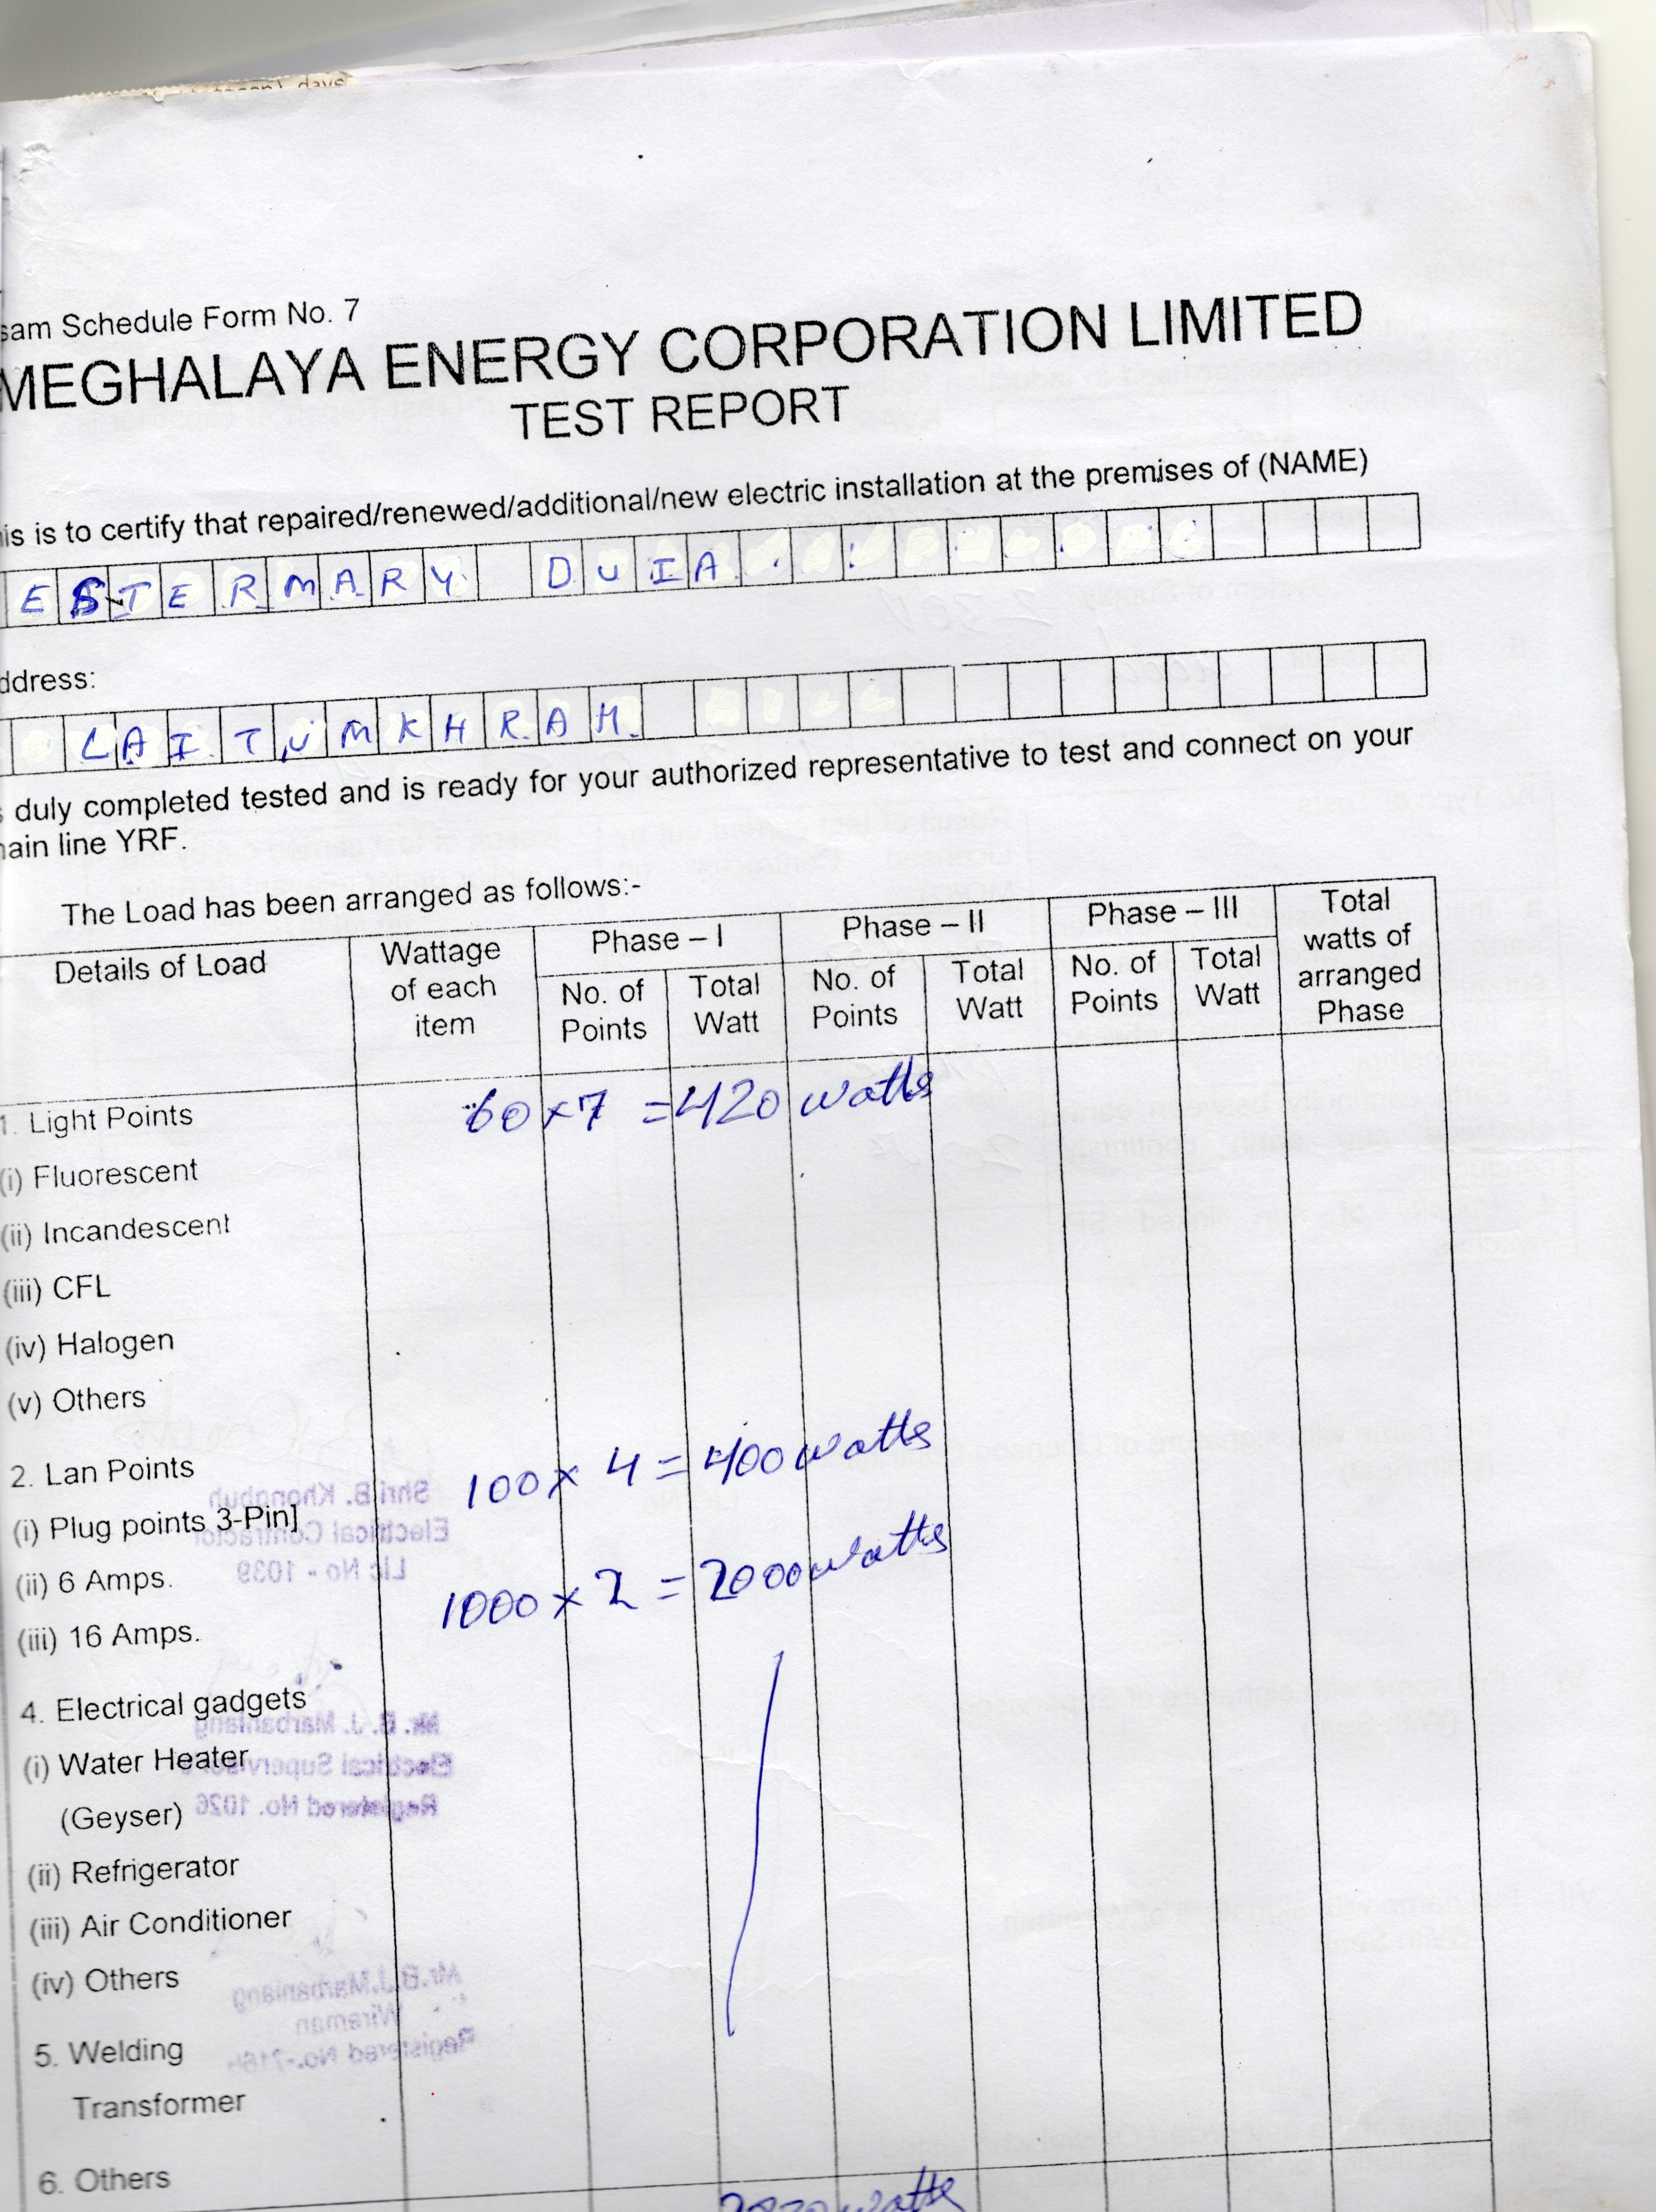 sam Schedule Form No. 7
MEGHALAYA ENERGY CORPORATION LIMITED
TEST REPORT
is is to certify that repaired/renewed/additional/new electric installation at the premises of (NAME)
ESTERMARY DUIA
ddress:
LAITUMKHRAH
duly completed tested and is ready for your authorized representative to test and connect on your
ain line YRF.
The Load has been arranged as follows:-
Details of Load
Wattage of each item
Phase – I
Phase – II
Phase – III
Total watts of arranged Phase
No. of Points
Total Watt
No. of Points
Total Watt
No. of Points
Total Watt
1. Light Points 60 x 7 = 420 watts
(i) Fluorescent
(ii) Incandescent
(iii) CFL
(iv) Halogen
(v) Others
2. Lan Points 100 x 4 = 400 watts
(i) Plug points 3-Pin]
(ii) 6 Amps. 1000 x 2 = 2000 watts
(iii) 16 Amps.
4. Electrical gadgets
(i) Water Heater
(Geyser)
(ii) Refrigerator
(iii) Air Conditioner
(iv) Others
5. Welding
Transformer
6. Others
watts